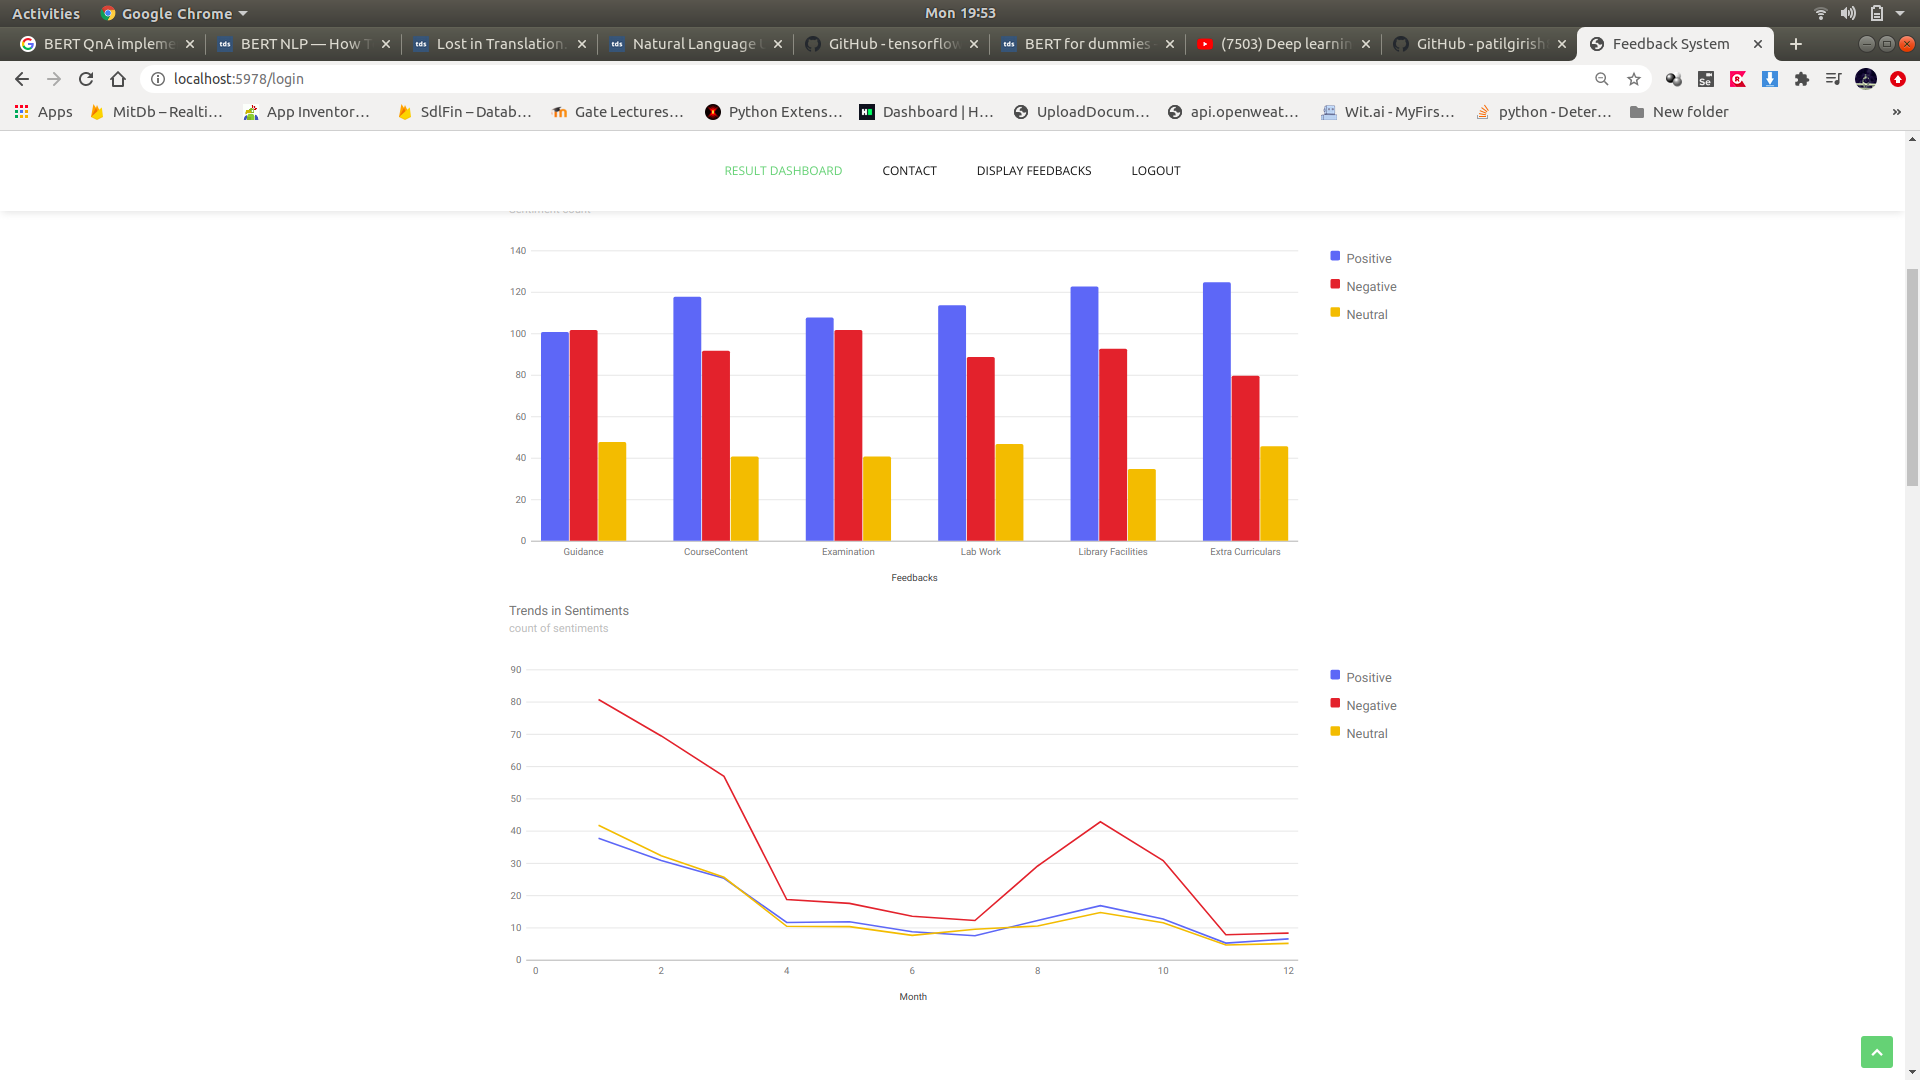 Activities Google Chrome Mon 19:53
BERT QnA impleme BERT NLP — How T Lost in Translation. Natural Language U GitHub - tensorflow BERT for dummies - (7503) Deep learnin GitHub - patilgirish Feedback System
localhost:5978/login
Apps MitDb – Realti... App Inventor... SdlFin – Datab... Gate Lectures... Python Extens... Dashboard | H... UploadDocum... api.openweat... Wit.ai - MyFirs... python - Deter... New folder »
RESULT DASHBOARD CONTACT DISPLAY FEEDBACKS LOGOUT
140
120
100
80
60
40
20
0
Positive
Negative
Neutral
Guidance CourseContent Examination Lab Work Library Facilities Extra Curriculars
Feedbacks
Trends in Sentiments
count of sentiments
90
80
70
60
50
40
30
20
10
0
Positive
Negative
Neutral
0 2 4 6 8 10 12
Month